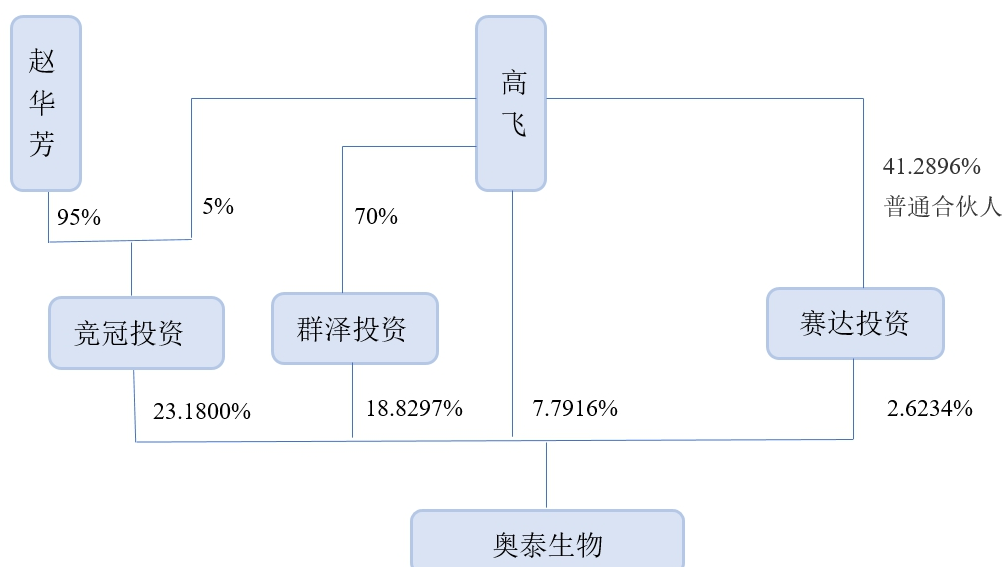 赵华芳
高飞
41.2896%
普通合伙人
95%
5%
70%
竞冠投资
群泽投资
赛达投资
23.1800%
18.8297%
7.7916%
2.6234%
奥泰生物